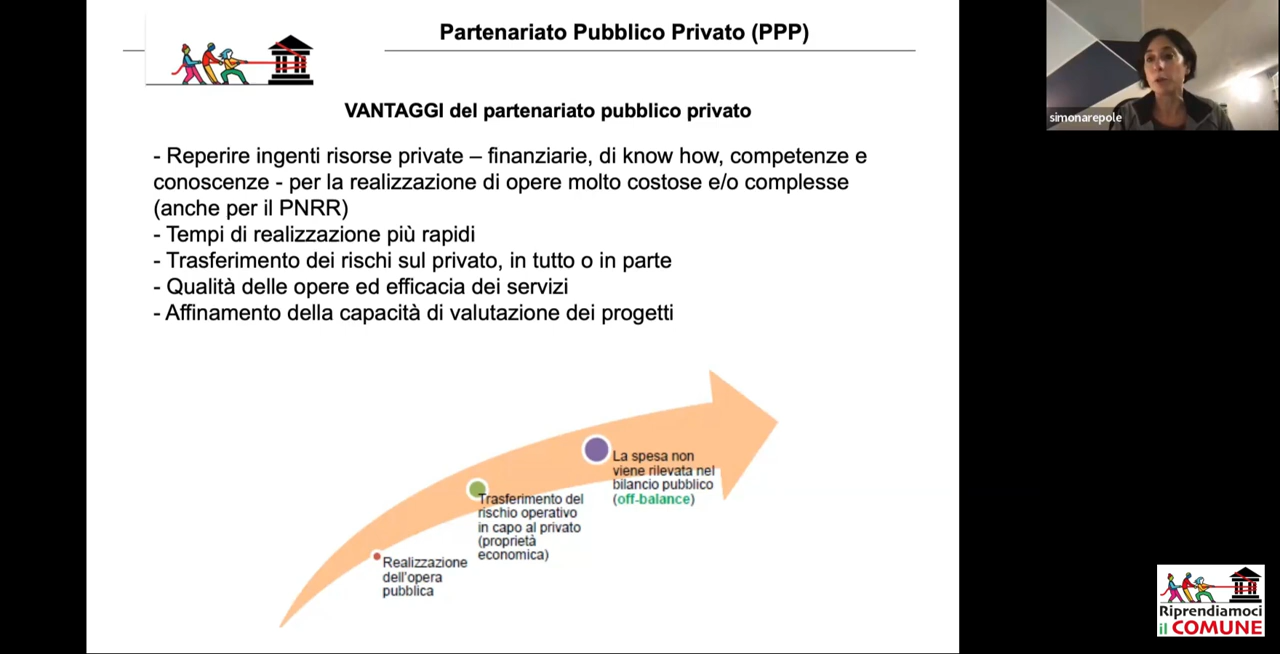 Partenariato Pubblico Privato (PPP)
VANTAGGI del partenariato pubblico privato
- Reperire ingenti risorse private – finanziarie, di know how, competenze e
conoscenze - per la realizzazione di opere molto costose e/o complesse
(anche per il PNRR)
- Tempi di realizzazione più rapidi
- Trasferimento dei rischi sul privato, in tutto o in parte
- Qualità delle opere ed efficacia dei servizi
- Affinamento della capacità di valutazione dei progetti
La spesa non
viene rilevata nel
bilancio pubblico
(off-balance)
Trasferimento del
rischio operativo
in capo al privato
(proprietà
economica)
Realizzazione
dell'opera
pubblica
simonarepole
Riprendiamoci
il COMUNE